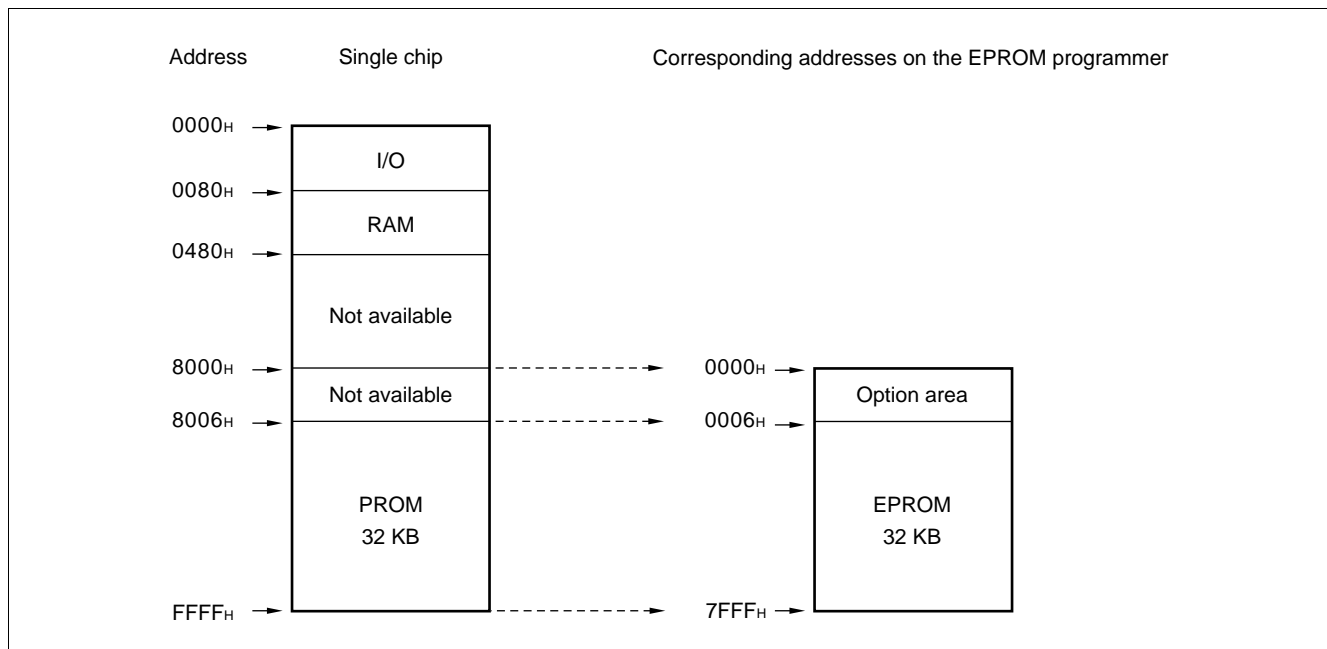 Address Single chip Corresponding addresses on the EPROM programmer
0000H
I/O
0080H
RAM
0480H
Not available
8000H 0000H
Not available Option area
8006H 0006H
PROM EPROM
32 KB 32 KB
FFFFH 7FFFH